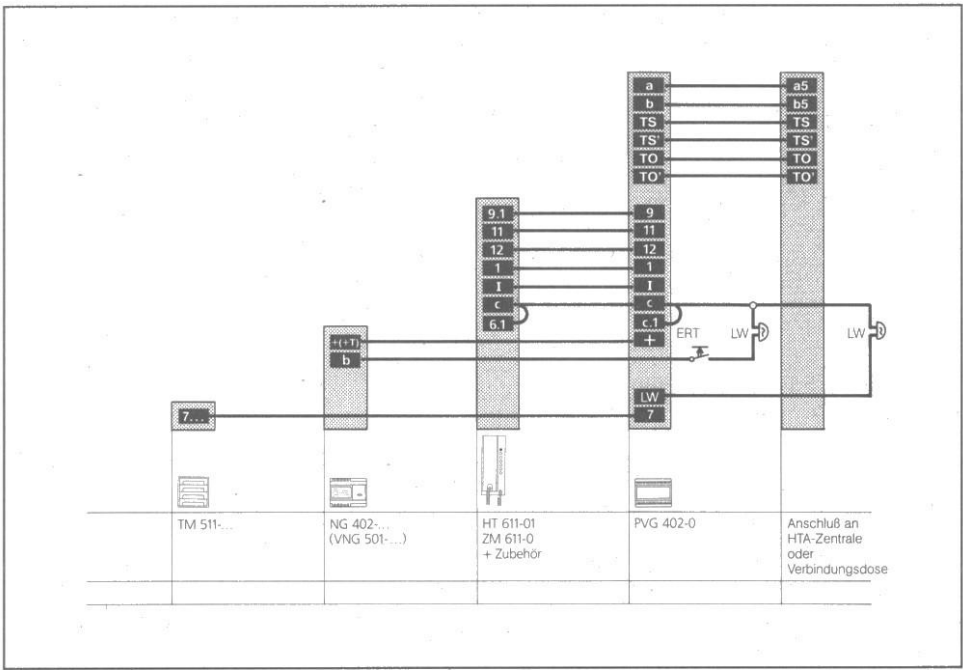 a a5
b b5
TS TS
TS' TS'
TO TO
TO' TO'
9.1 9
11 11
12 12
1 1
I I
c c
6.1 c.1 ERT LW LW
+(+T) +
b
LW
7... 7
TM 511-... NG 402-... HT 611-01 PVG 402-0 Anschluß an
(VNG 501-...) ZM 611-0 HTA-Zentrale
+ Zubehör oder
Verbindungsdose